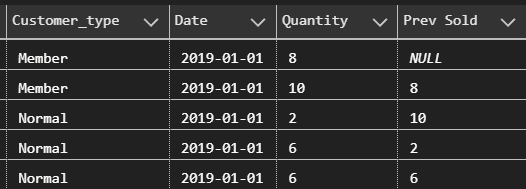 Customer_type Date Quantity Prev Sold
Member 2019-01-01 8 NULL
Member 2019-01-01 10 8
Normal 2019-01-01 2 10
Normal 2019-01-01 6 2
Normal 2019-01-01 6 6